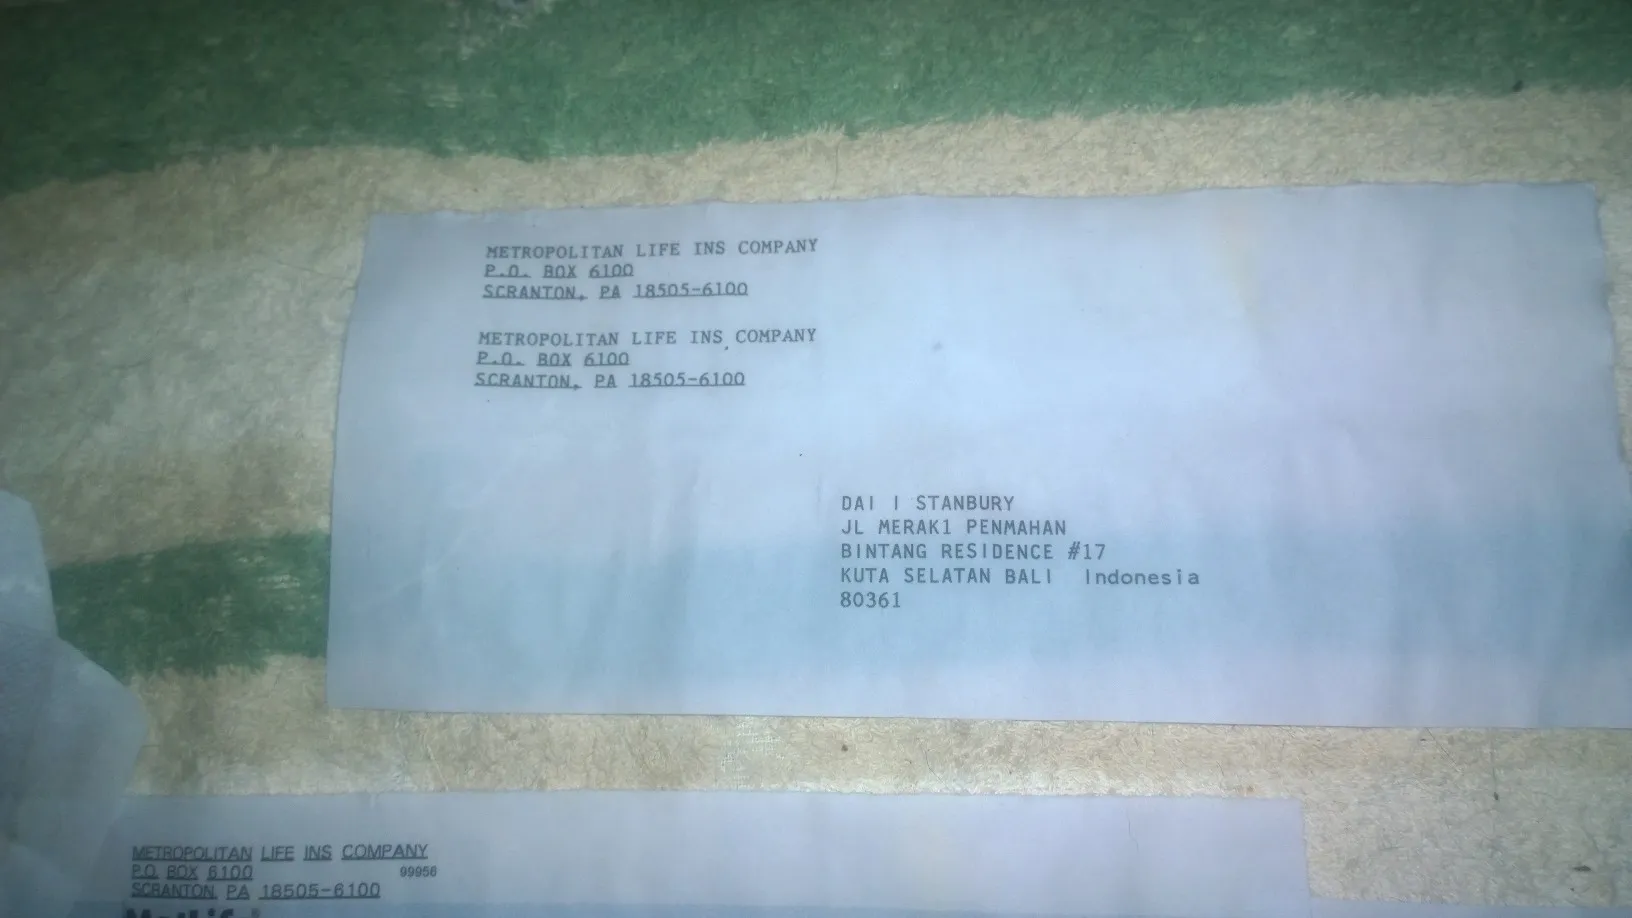 METROPOLITAN LIFE INS COMPANY
P.O. BOX 6100
SCRANTON, PA 18505-6100
METROPOLITAN LIFE INS COMPANY
P.O. BOX 6100
SCRANTON, PA 18505-6100
DAI I STANBURY
JL MERAK1 PENMAHAN
BINTANG RESIDENCE #17
KUTA SELATAN BALI Indonesia
80361
METROPOLITAN LIFE INS COMPANY
P.O. BOX 6100 99956
SCRANTON, PA 18505-6100